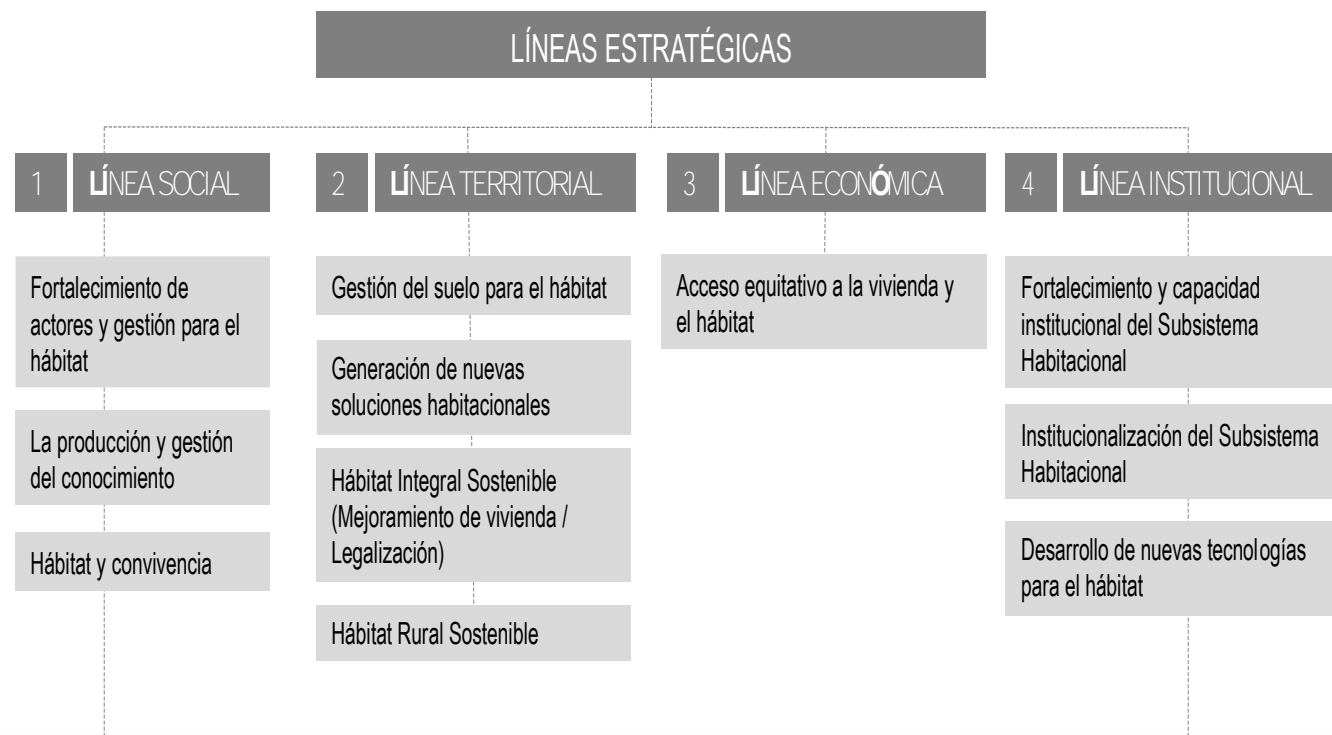 LÍNEAS ESTRATÉGICAS
1 LÍNEA SOCIAL
Fortalecimiento de
actores y gestión para el
hábitat
La producción y gestión
del conocimiento
Hábitat y convivencia
2 LÍNEA TERRITORIAL
Gestión del suelo para el hábitat
Generación de nuevas
soluciones habitacionales
Hábitat Integral Sostenible
(Mejoramiento de vivienda /
Legalización)
Hábitat Rural Sostenible
3 LÍNEA ECONÓMICA
Acceso equitativo a la vivienda y
el hábitat
4 LÍNEA INSTITUCIONAL
Fortalecimiento y capacidad
institucional del Subsistema
Habitacional
Institucionalización del Subsistema
Habitacional
Desarrollo de nuevas tecnologías
para el hábitat